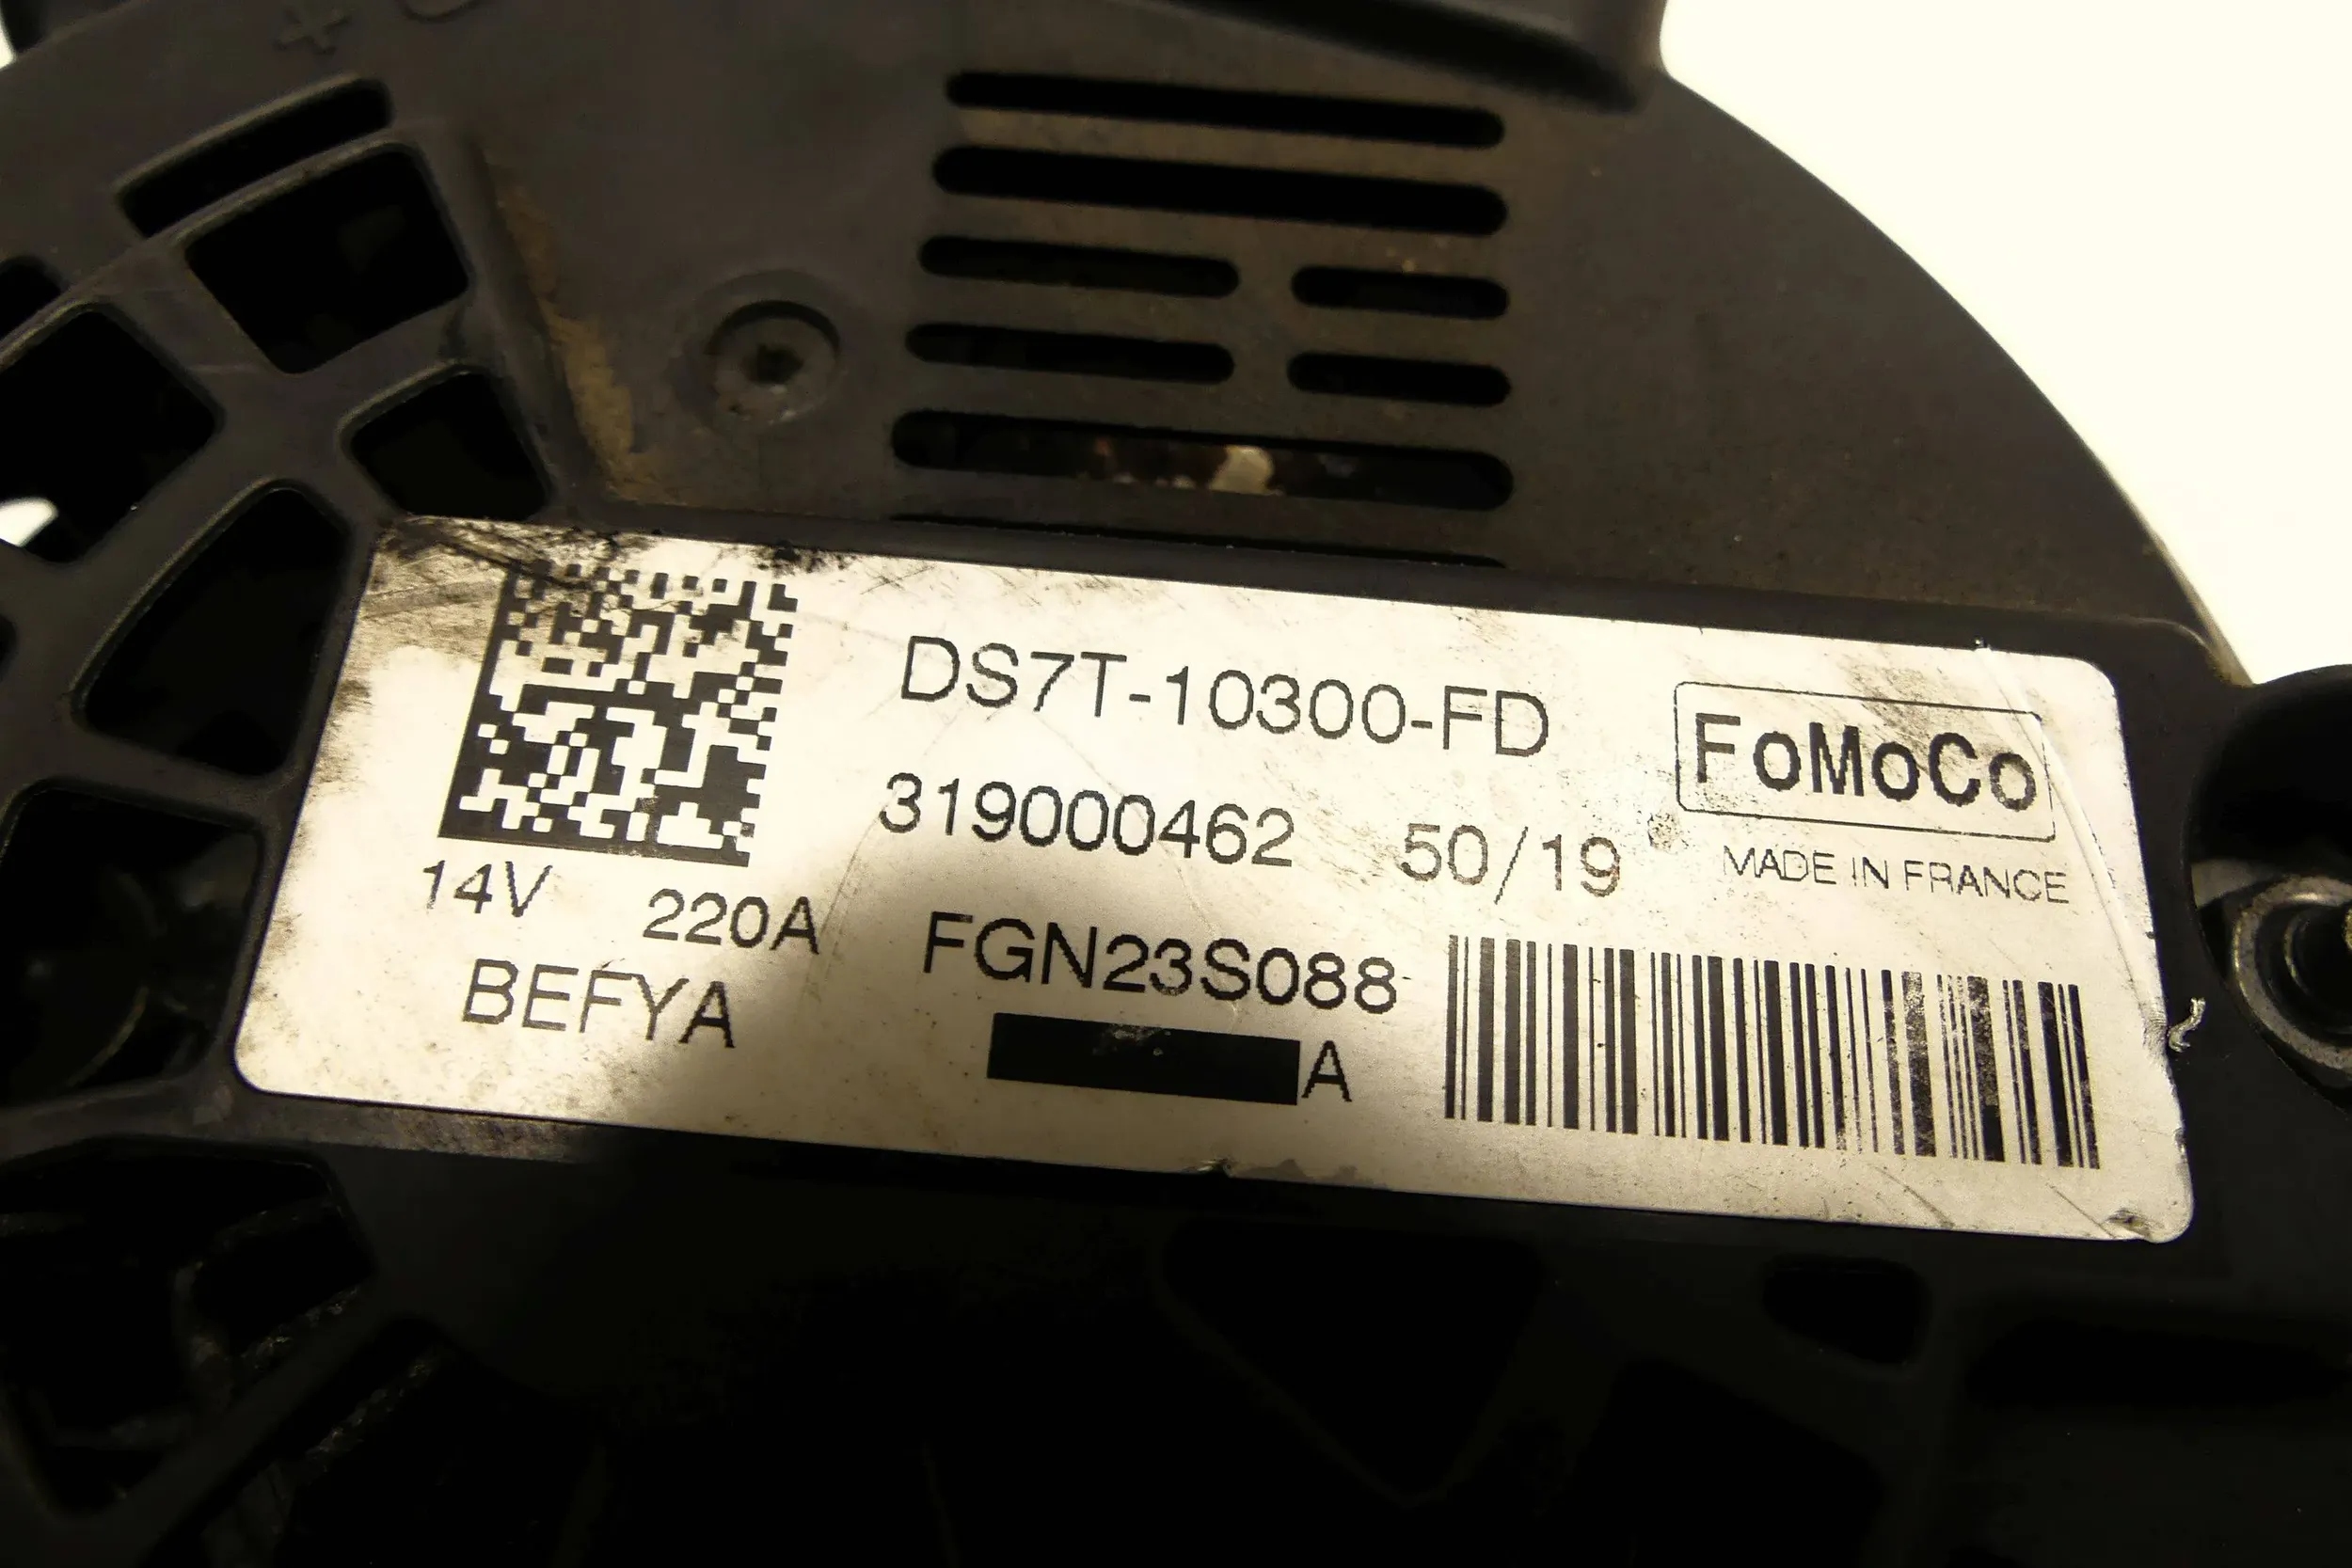 DS7T-10300-FD
FoMoCo
319000462 50/19
MADE IN FRANCE
14V 220A
FGN23S088
BEFYA
A